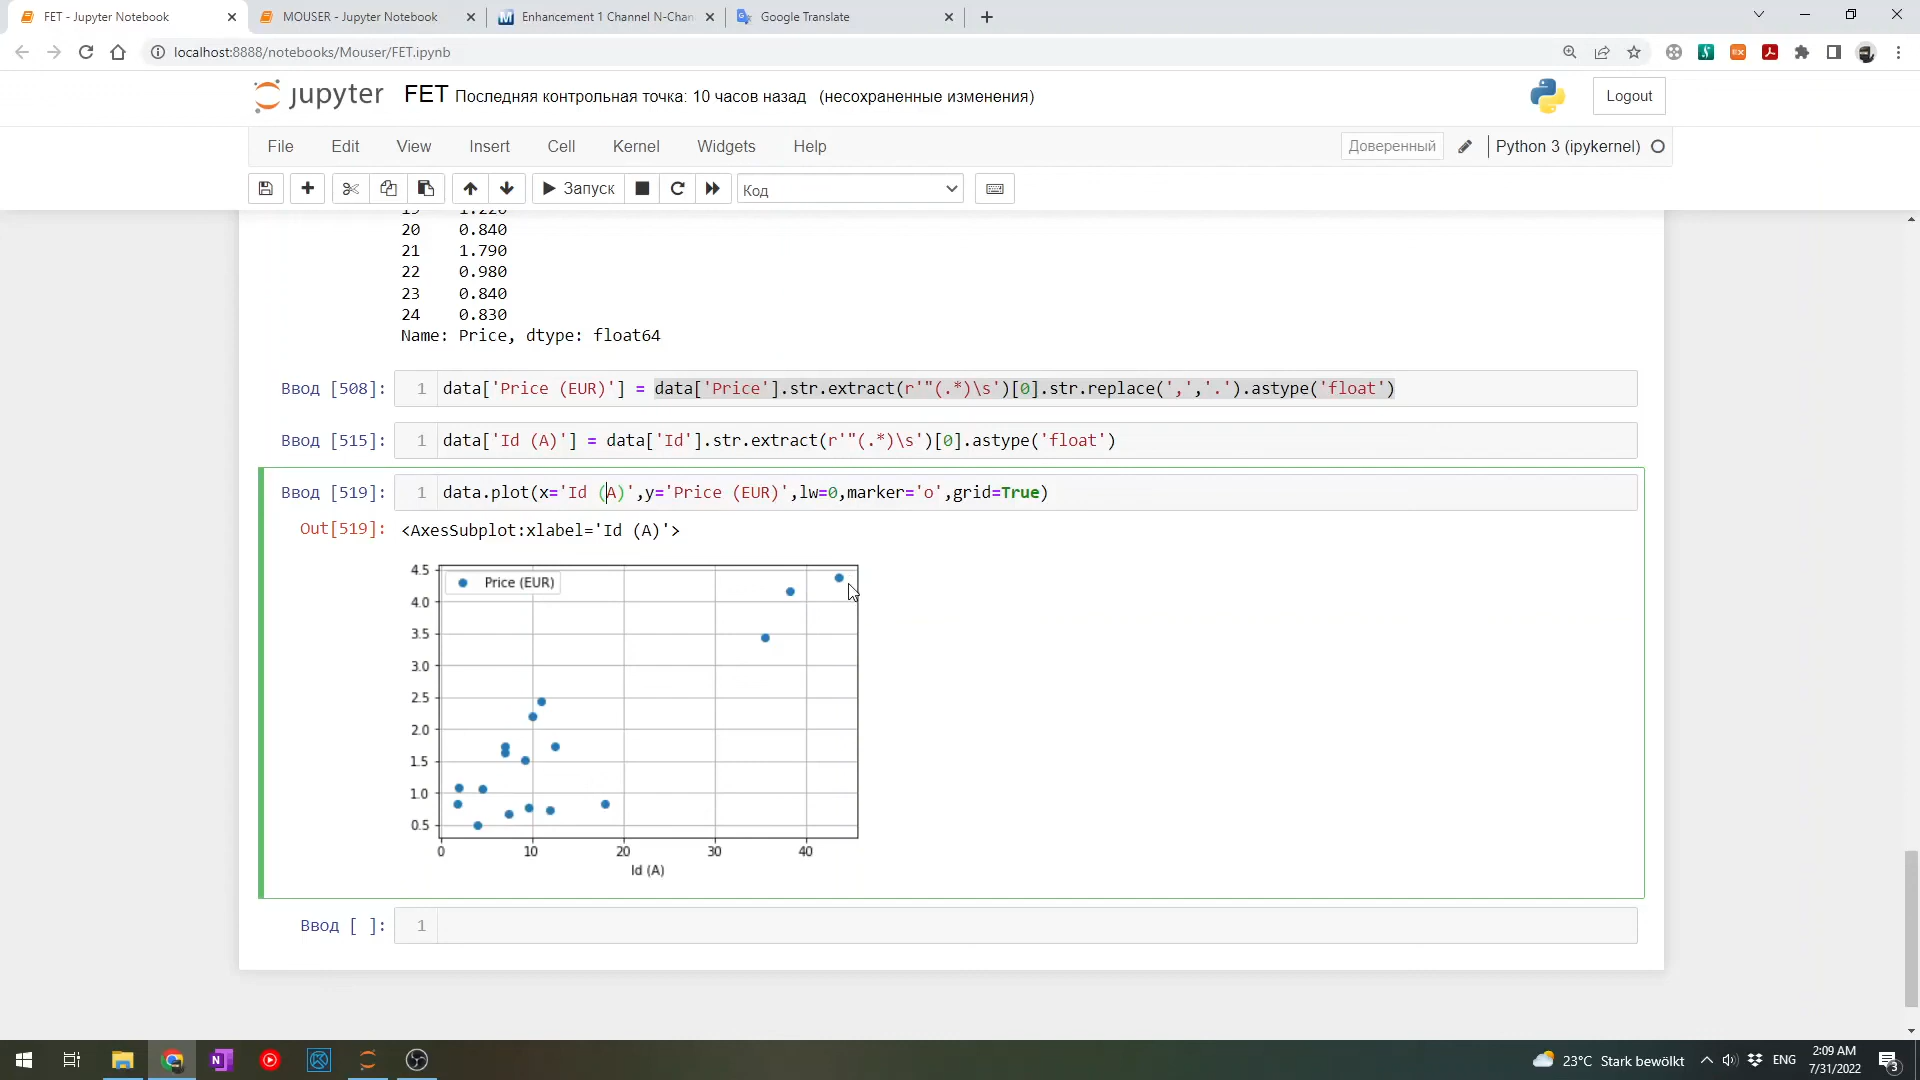 FET - Jupyter Notebook
MOUSER - Jupyter Notebook
Enhancement 1 Channel N-Chan
Google Translate
localhost:8888/notebooks/Mouser/FET.ipynb
jupyter FET Последняя контрольная точка: 10 часов назад (несохраненные изменения)
Logout
File Edit View Insert Cell Kernel Widgets Help
Доверенный
Python 3 (ipykernel)
Запуск
Код
19 1.220
20 0.840
21 1.790
22 0.980
23 0.840
24 0.830
Name: Price, dtype: float64
Ввод [508]: 1 data['Price (EUR)'] = data['Price'].str.extract(r'"(.*)\s')[0].str.replace(',','.').astype('float')
Ввод [515]: 1 data['Id (A)'] = data['Id'].str.extract(r'"(.*)\s')[0].astype('float')
Ввод [519]: 1 data.plot(x='Id (A)',y='Price (EUR)',lw=0,marker='o',grid=True)
Out[519]: <AxesSubplot:xlabel='Id (A)'>
Price (EUR)
4.5
4.0
3.5
3.0
2.5
2.0
1.5
1.0
0.5
0 10 20 30 40
Id (A)
Ввод [ ]: 1
23°C Stark bewölkt
ENG
2:09 AM
7/31/2022
3